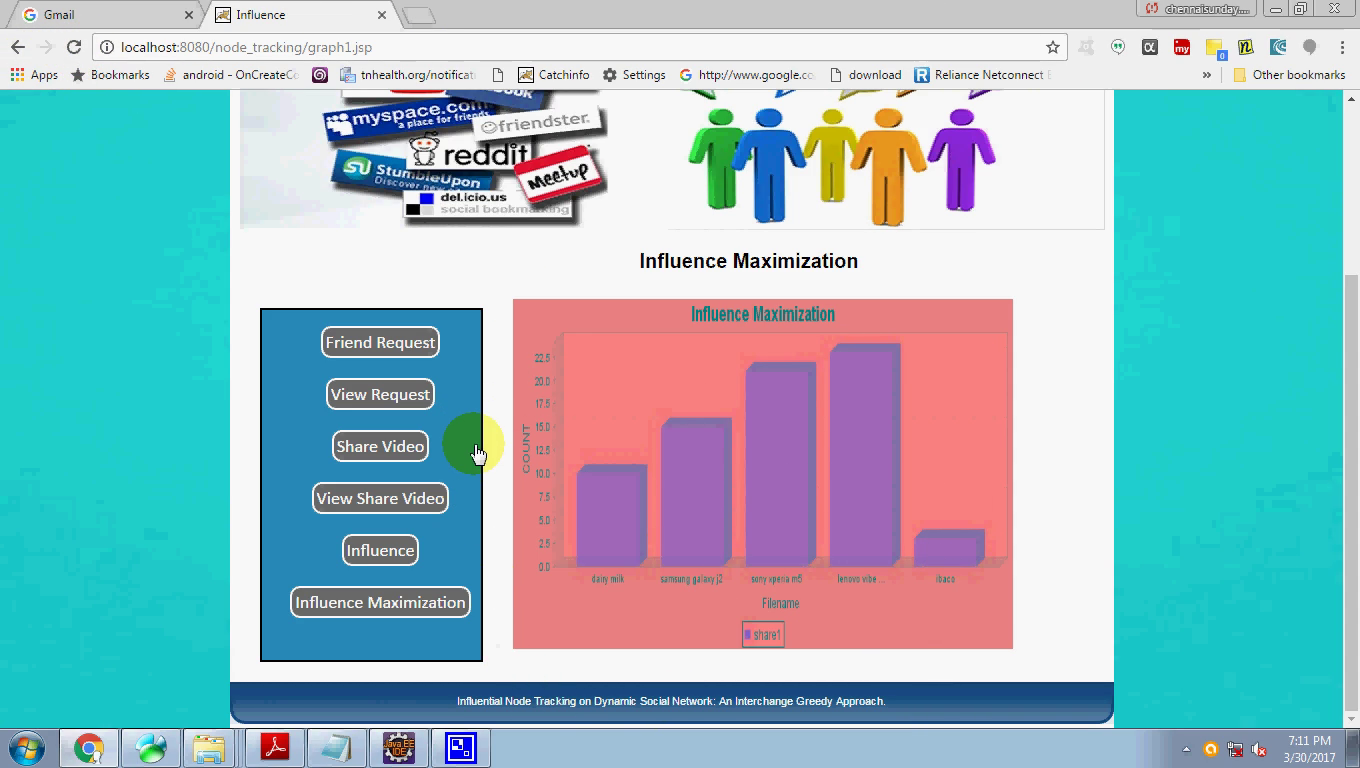 Gmail
Influence
chennaisunday....
localhost:8080/node_tracking/graph1.jsp
Apps
Bookmarks
android - OnCreateCo
tnhealth.org/notificat
Catchinfo
Settings
http://www.google.co
download
Reliance Netconnect
»
Other bookmarks
myspace.com
a place for friends
friendster.
reddit
StumbleUpon
Discover new
Meetup
del.icio.us
social bookmarking
Influence Maximization
Friend Request
View Request
Share Video
View Share Video
Influence
Influence Maximization
Influence Maximization
COUNT
22.5
20.0
17.5
15.0
12.5
10.0
7.5
5.0
2.5
0.0
dairy milk
samsung galaxy j2
sony xperia m5
lenovo vibe ...
ibaco
Filename
share1
Influential Node Tracking on Dynamic Social Network: An Interchange Greedy Approach.
Java EE
IDE
7:11 PM
3/30/2017